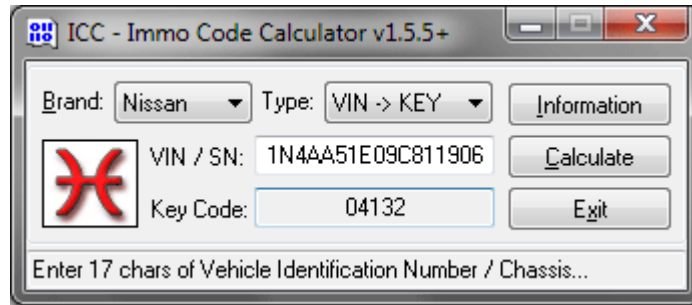 ICC - Immo Code Calculator v1.5.5+
Brand: Nissan Type: VIN -> KEY Information
VIN / SN: 1N4AA51E09C811906 Calculate
Key Code: 04132 Exit
Enter 17 chars of Vehicle Identification Number / Chassis...